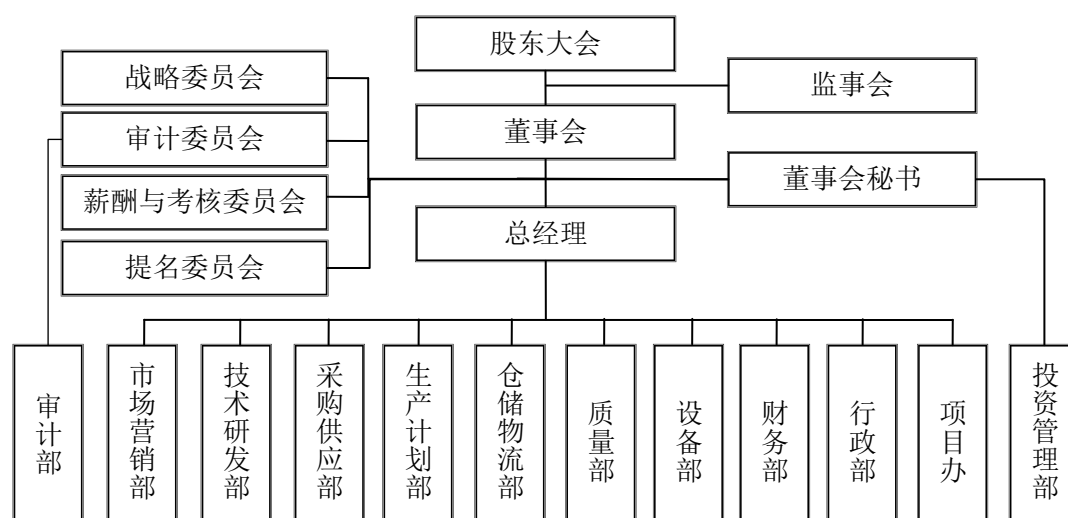 股东大会
战略委员会
监事会
审计委员会
董事会
薪酬与考核委员会
董事会秘书
总经理
提名委员会
审计部
市场营销部
技术研发部
采购供应部
生产计划部
仓储物流部
质量部
设备部
财务部
行政部
项目办
投资管理部